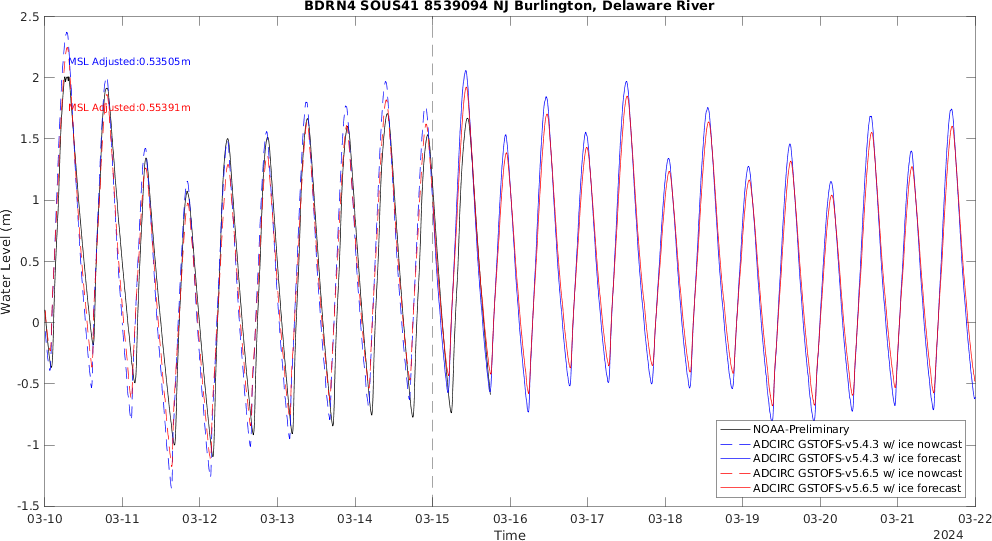 BDRN4 SOUS41 8539094 NJ Burlington, Delaware River
2.5
2
1.5
1
0.5
0
-0.5
-1
-1.5
Water Level (m)
MSL Adjusted:0.53505m
MSL Adjusted:0.55391m
NOAA-Preliminary
ADCIRC GSTOFS-v5.4.3 w/ ice nowcast
ADCIRC GSTOFS-v5.4.3 w/ ice forecast
ADCIRC GSTOFS-v5.6.5 w/ ice nowcast
ADCIRC GSTOFS-v5.6.5 w/ ice forecast
03-10 03-11 03-12 03-13 03-14 03-15 03-16 03-17 03-18 03-19 03-20 03-21 03-22
Time
2024